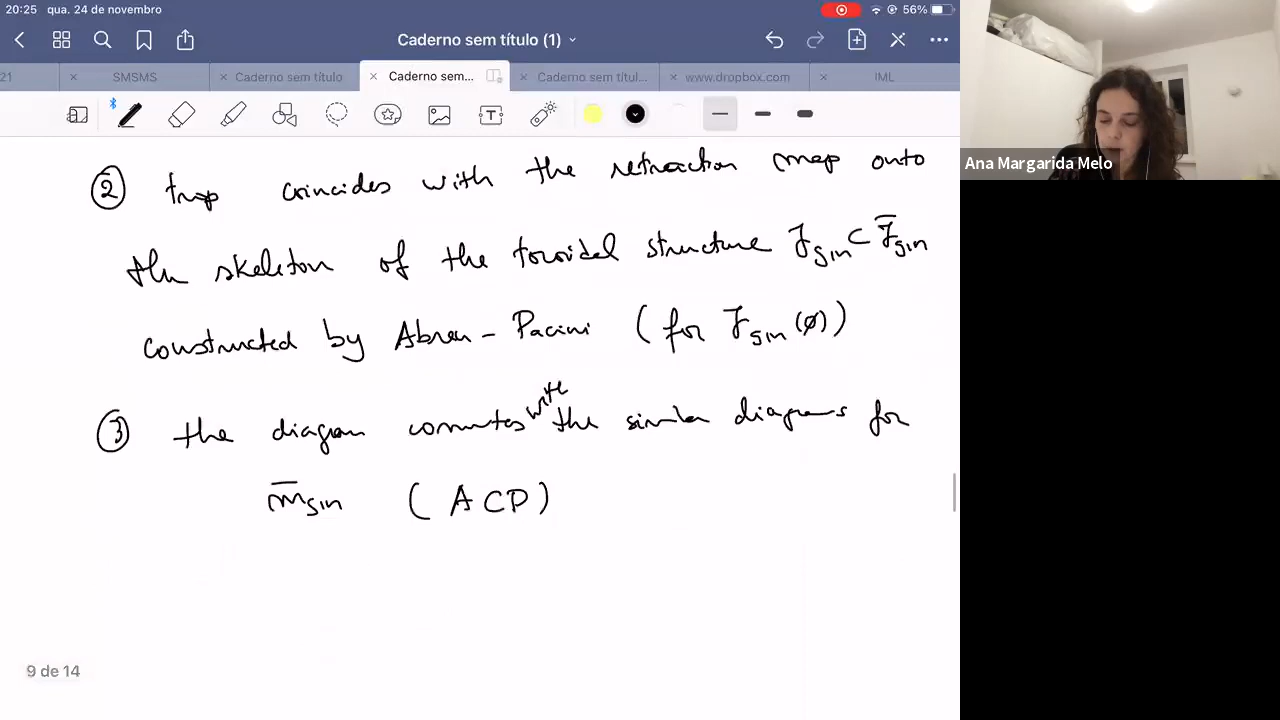 20:25 qua. 24 de novembro
56%
Caderno sem título (1)
21
SMSMS
Caderno sem título
Caderno sem...
Caderno sem títul...
www.dropbox.com
IML
Ana Margarida Melo
② trop coincides with the retraction map onto
the skeleton of the toroidal structure J_{g,n} ⊂ \overline{J}_{g,n}
constructed by Abreu - Pacini ( for J_{g,n} (φ) )
③ the diagram commutes with the similar diagrams for
\overline{m}_{g,n} ( ACP )
9 de 14